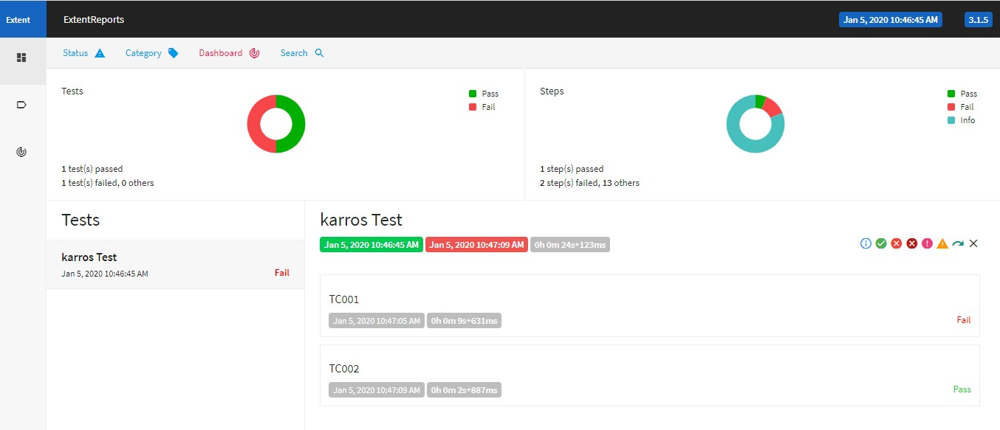 Extent
ExtentReports
Jan 5, 2020 10:46:45 AM
3.1.5
Status
Category
Dashboard
Search
Tests
Pass
Fail
1 test(s) passed
1 test(s) failed, 0 others
Steps
Pass
Fail
Info
1 step(s) passed
2 step(s) failed, 13 others
Tests
karros Test
Jan 5, 2020 10:46:45 AM
Fail
karros Test
Jan 5, 2020 10:46:45 AM Jan 5, 2020 10:47:09 AM 0h 0m 24s+123ms
TC001
Jan 5, 2020 10:47:05 AM 0h 0m 9s+631ms
Fail
TC002
Jan 5, 2020 10:47:09 AM 0h 0m 2s+887ms
Pass